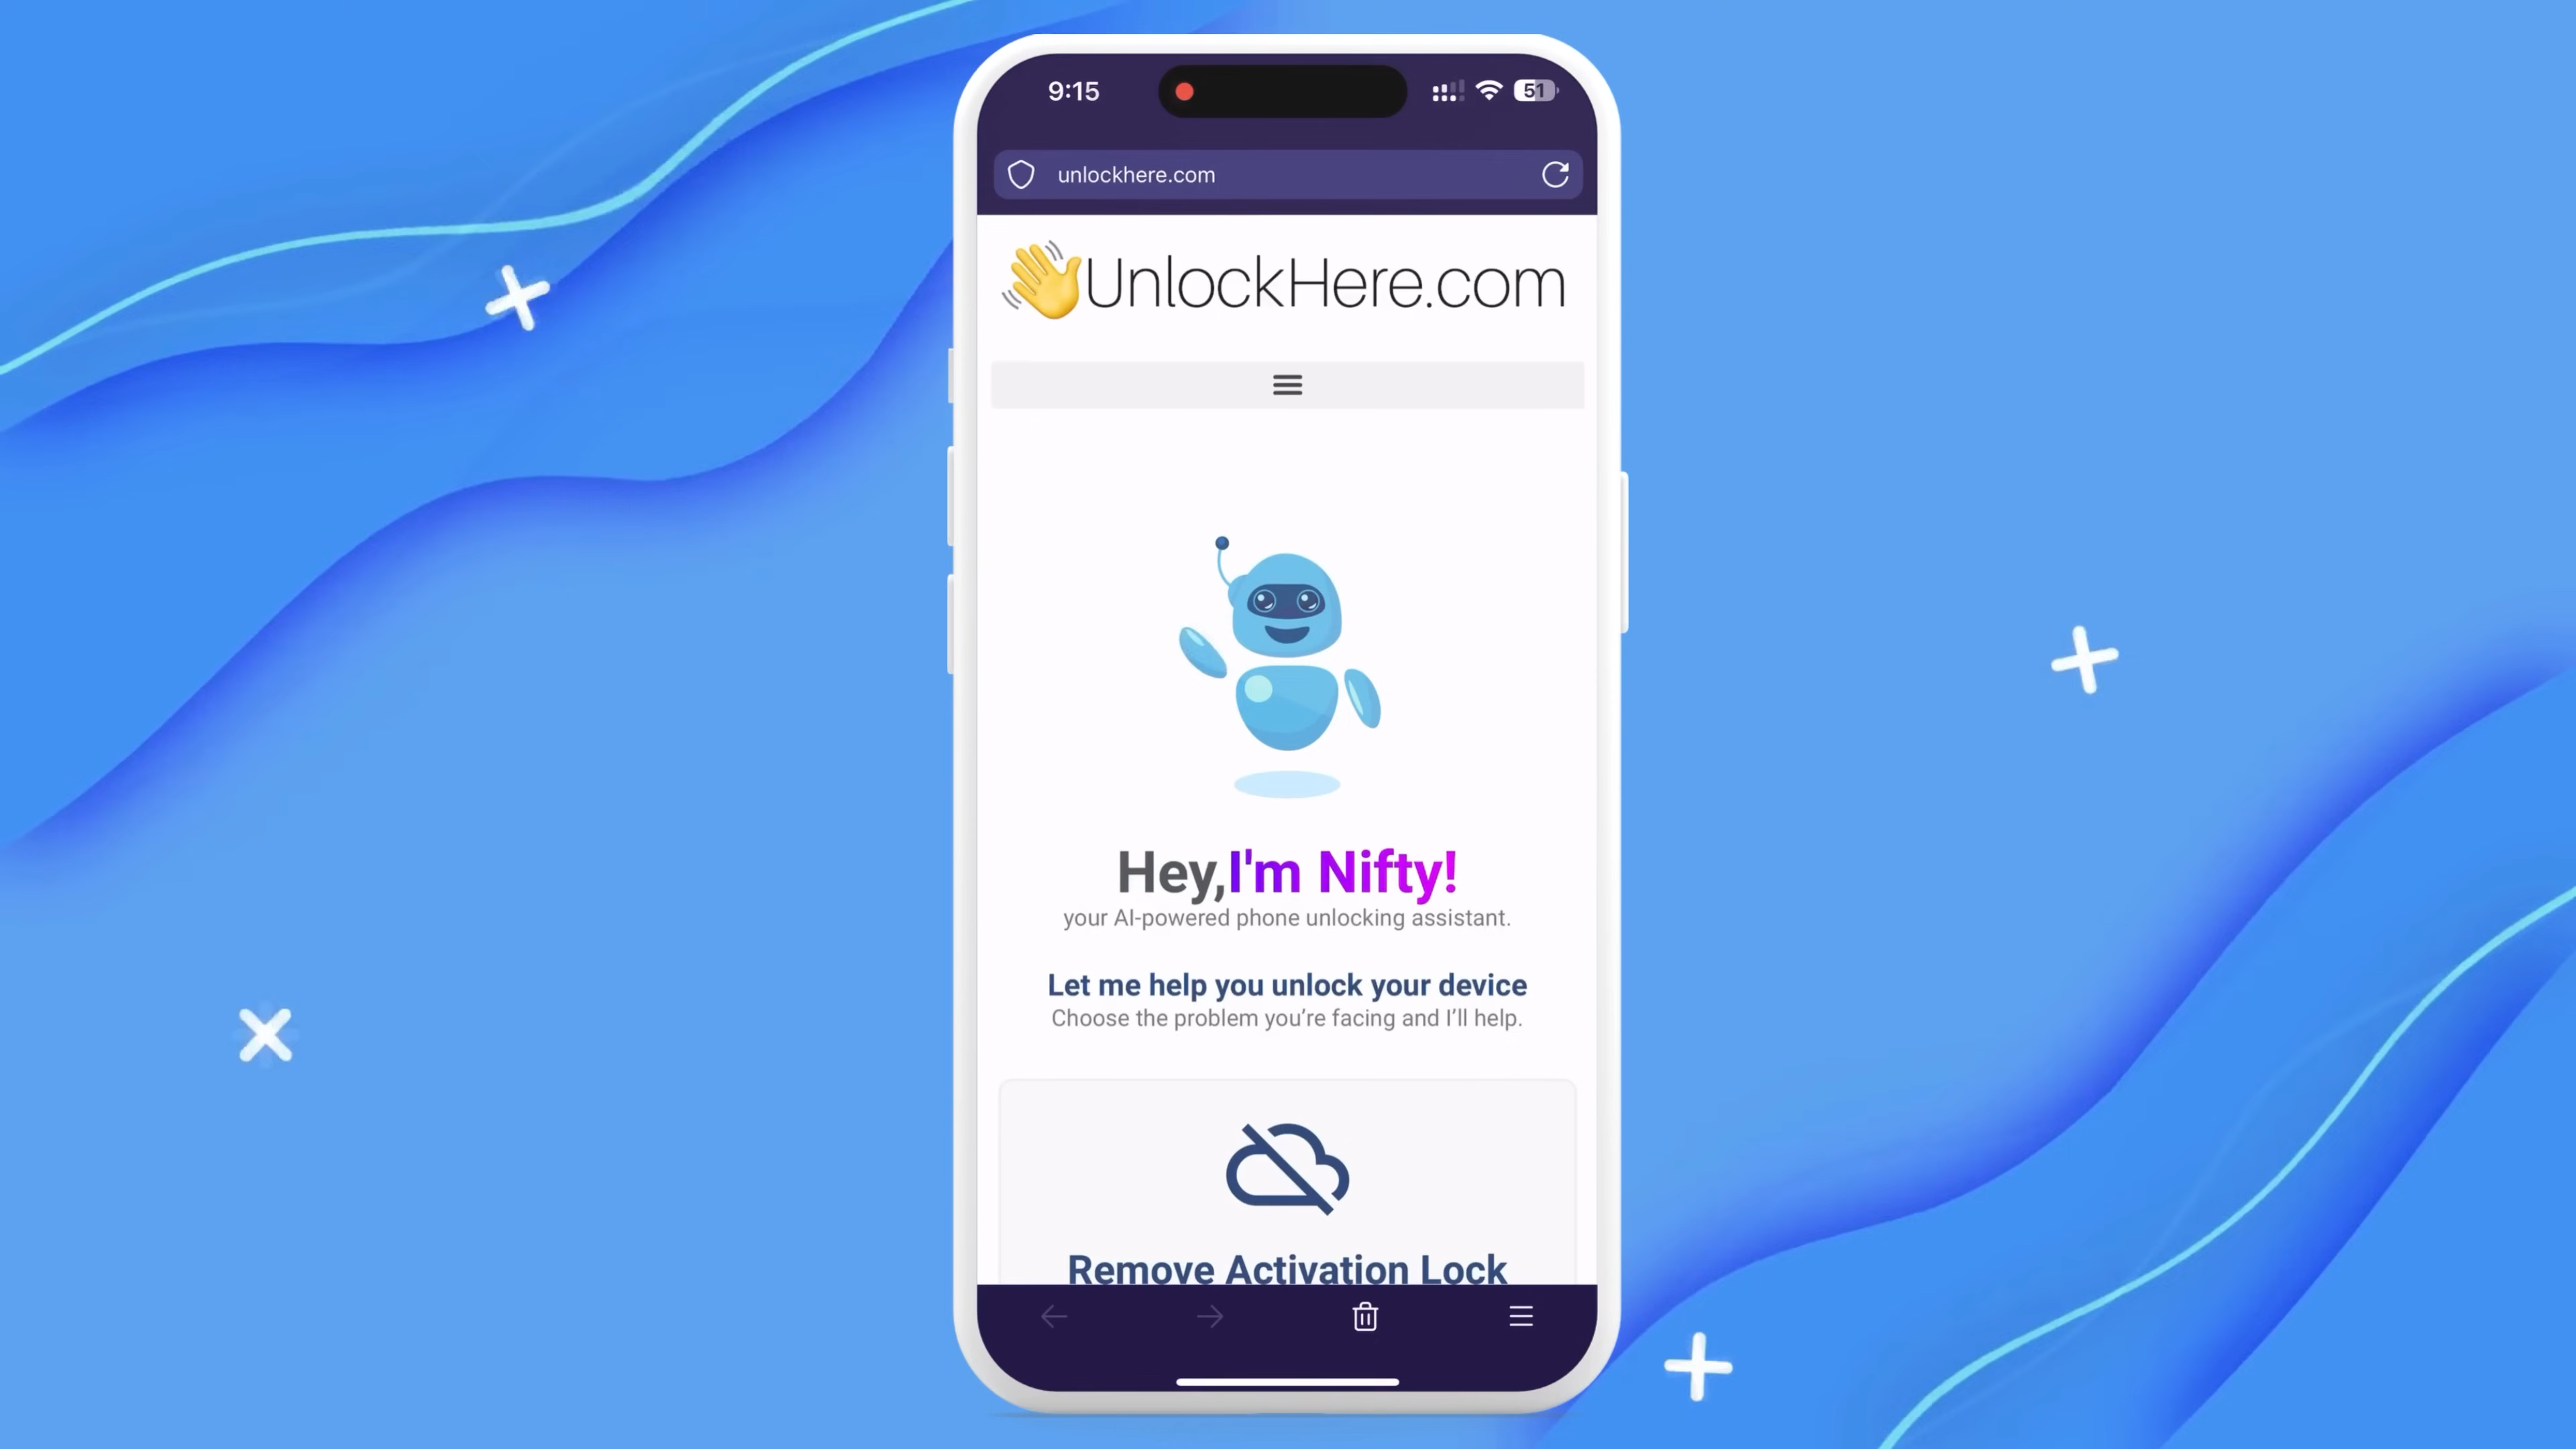 9:15
51
unlockhere.com
UnlockHere.com
Hey,I'm Nifty!
your AI-powered phone unlocking assistant.
Let me help you unlock your device
Choose the problem you’re facing and I’ll help.
Remove Activation Lock